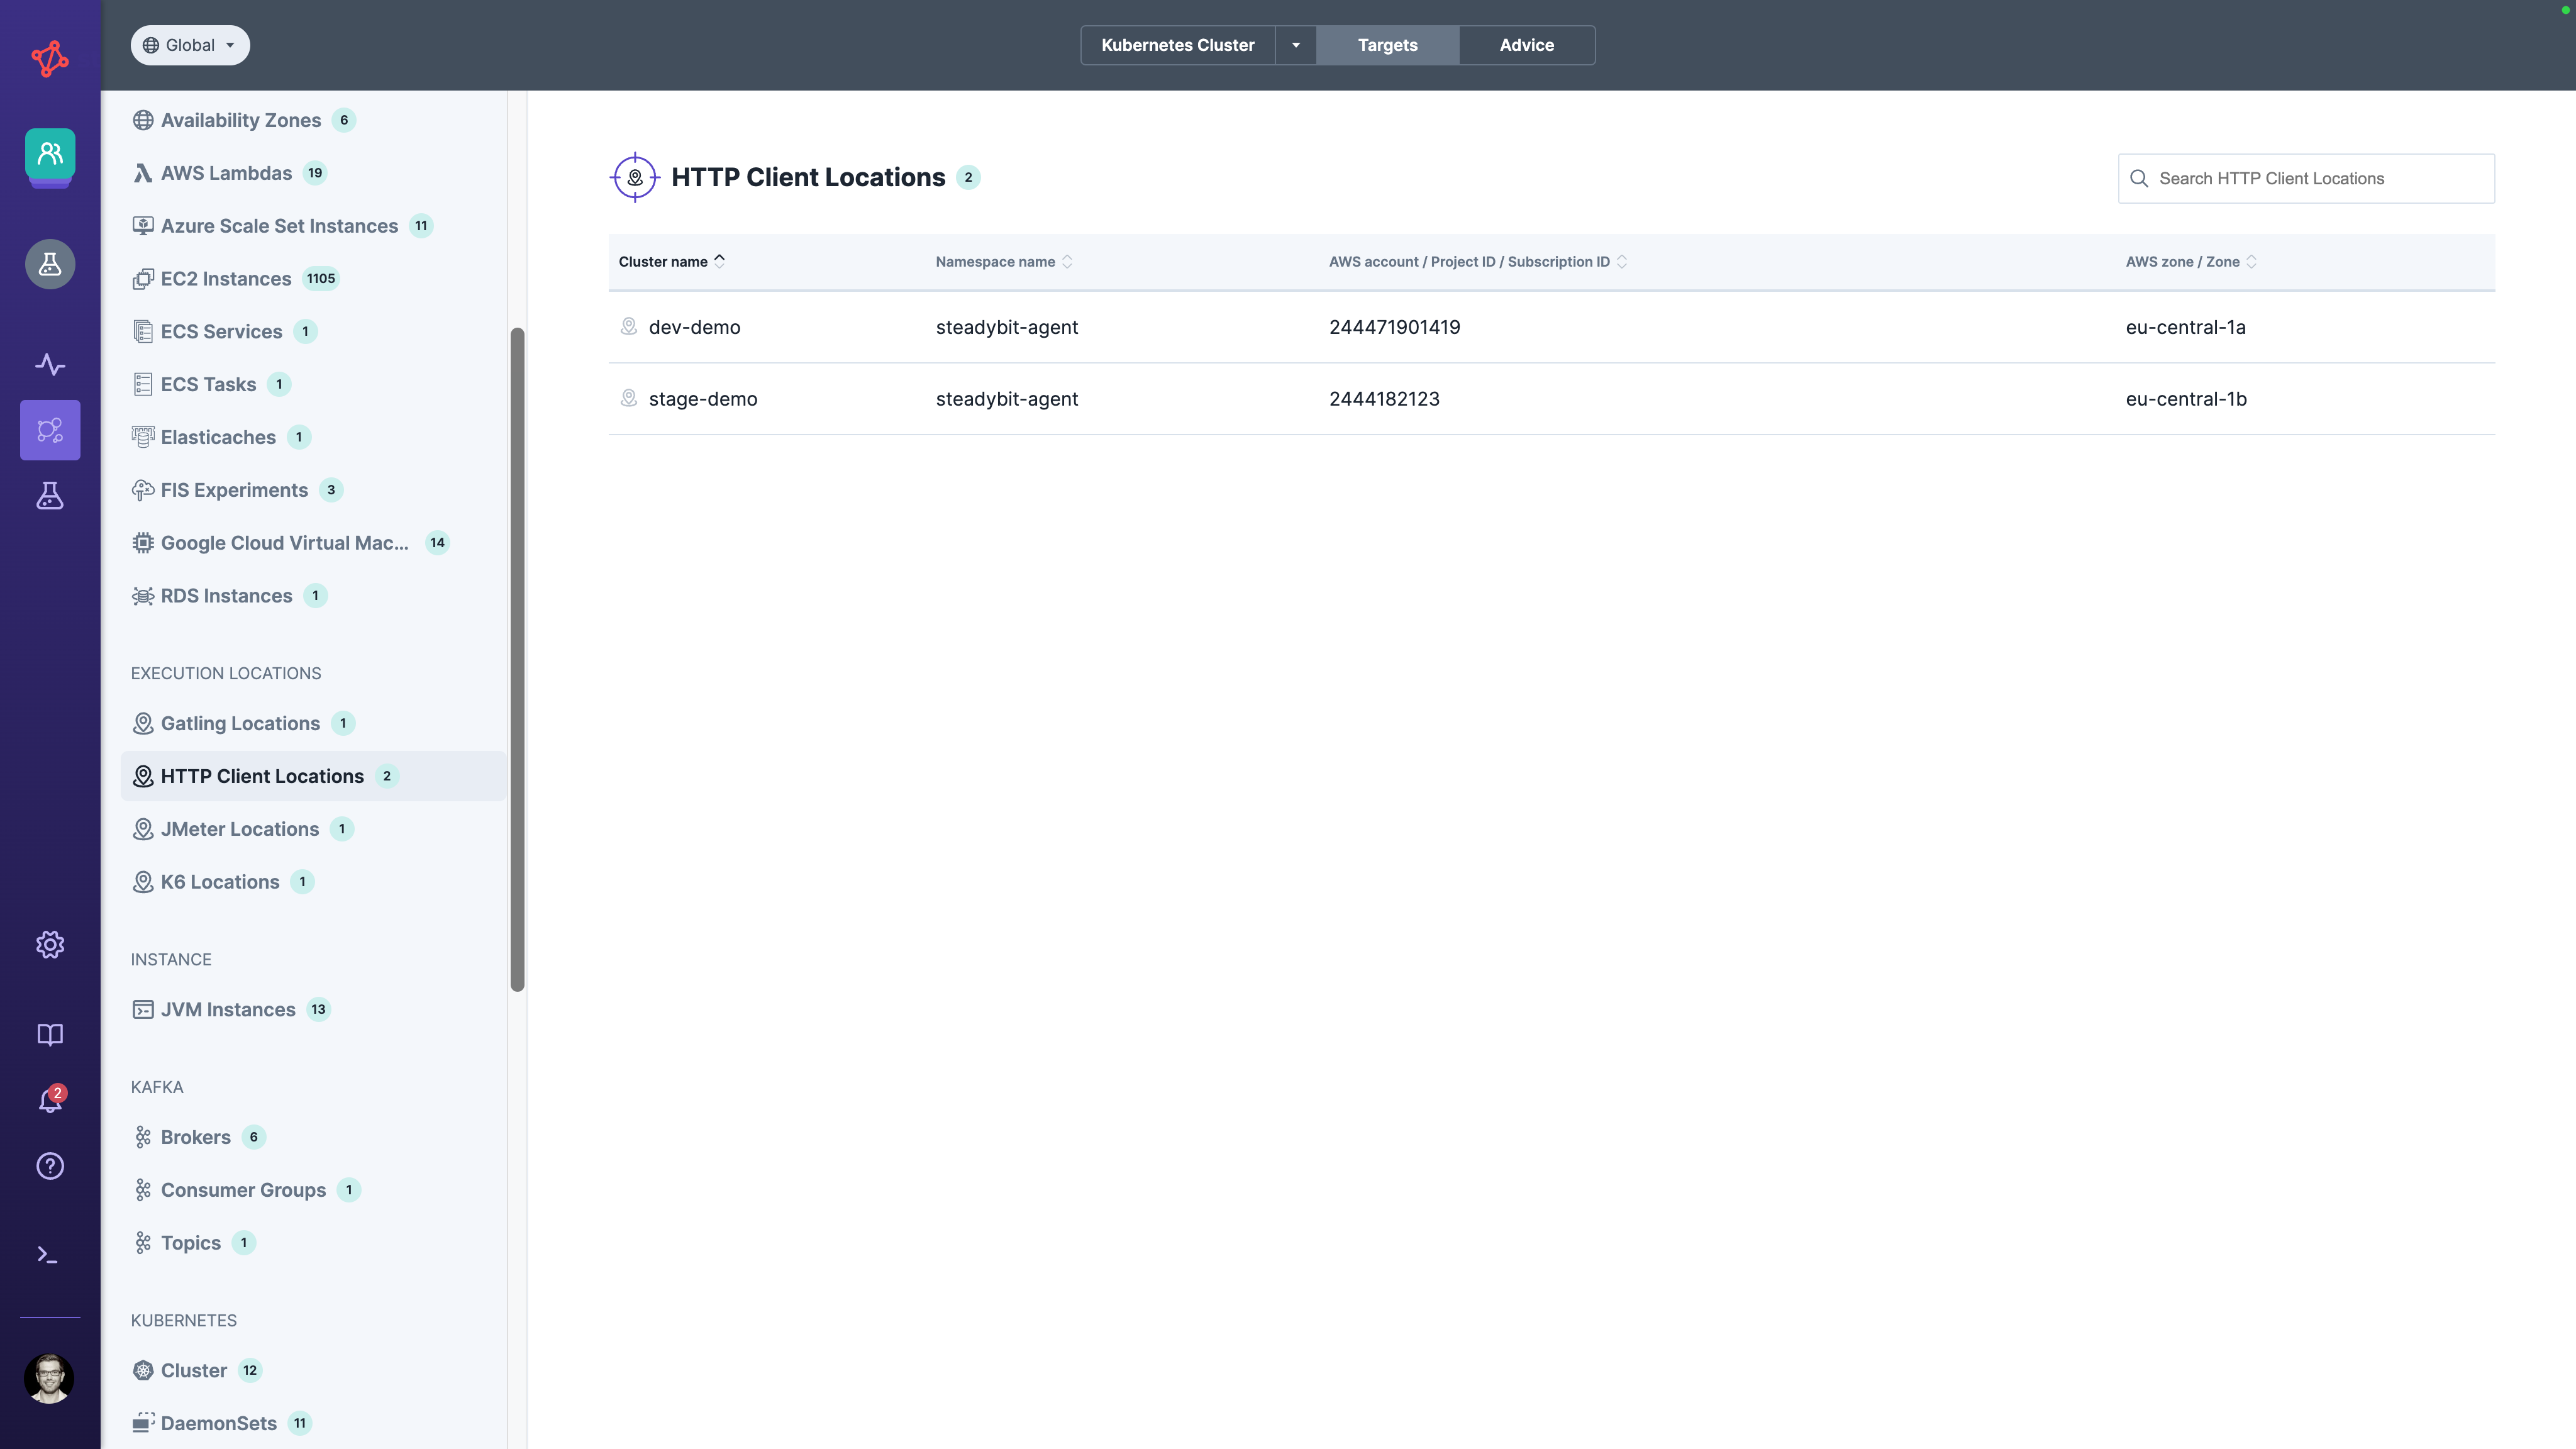 Global
Kubernetes Cluster
Targets
Advice
Availability Zones 6
AWS Lambdas 19
Azure Scale Set Instances 11
EC2 Instances 1105
ECS Services 1
ECS Tasks 1
Elasticaches 1
FIS Experiments 3
Google Cloud Virtual Mac... 14
RDS Instances 1
EXECUTION LOCATIONS
Gatling Locations 1
HTTP Client Locations 2
JMeter Locations 1
K6 Locations 1
INSTANCE
JVM Instances 13
KAFKA
Brokers 6
Consumer Groups 1
Topics 1
KUBERNETES
Cluster 12
DaemonSets 11
2
HTTP Client Locations 2
Search HTTP Client Locations
Cluster name Namespace name AWS account / Project ID / Subscription ID AWS zone / Zone
dev-demo steadybit-agent 244471901419 eu-central-1a
stage-demo steadybit-agent 2444182123 eu-central-1b